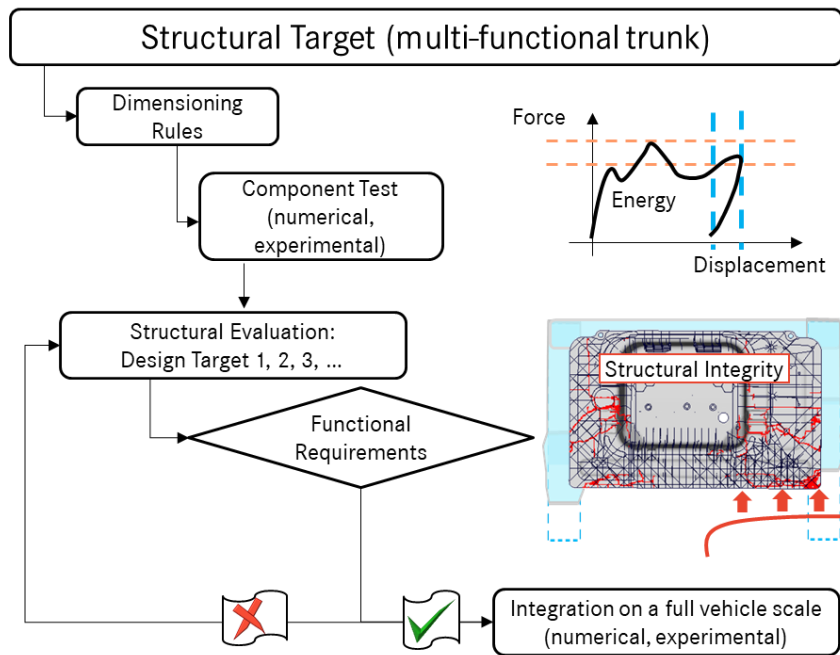 Structural Target (multi-functional trunk)
Dimensioning
Rules
Component Test
(numerical,
experimental)
Force
Energy
Displacement
Structural Evaluation:
Design Target 1, 2, 3, ...
Structural Integrity
Functional
Requirements
Integration on a full vehicle scale
(numerical, experimental)